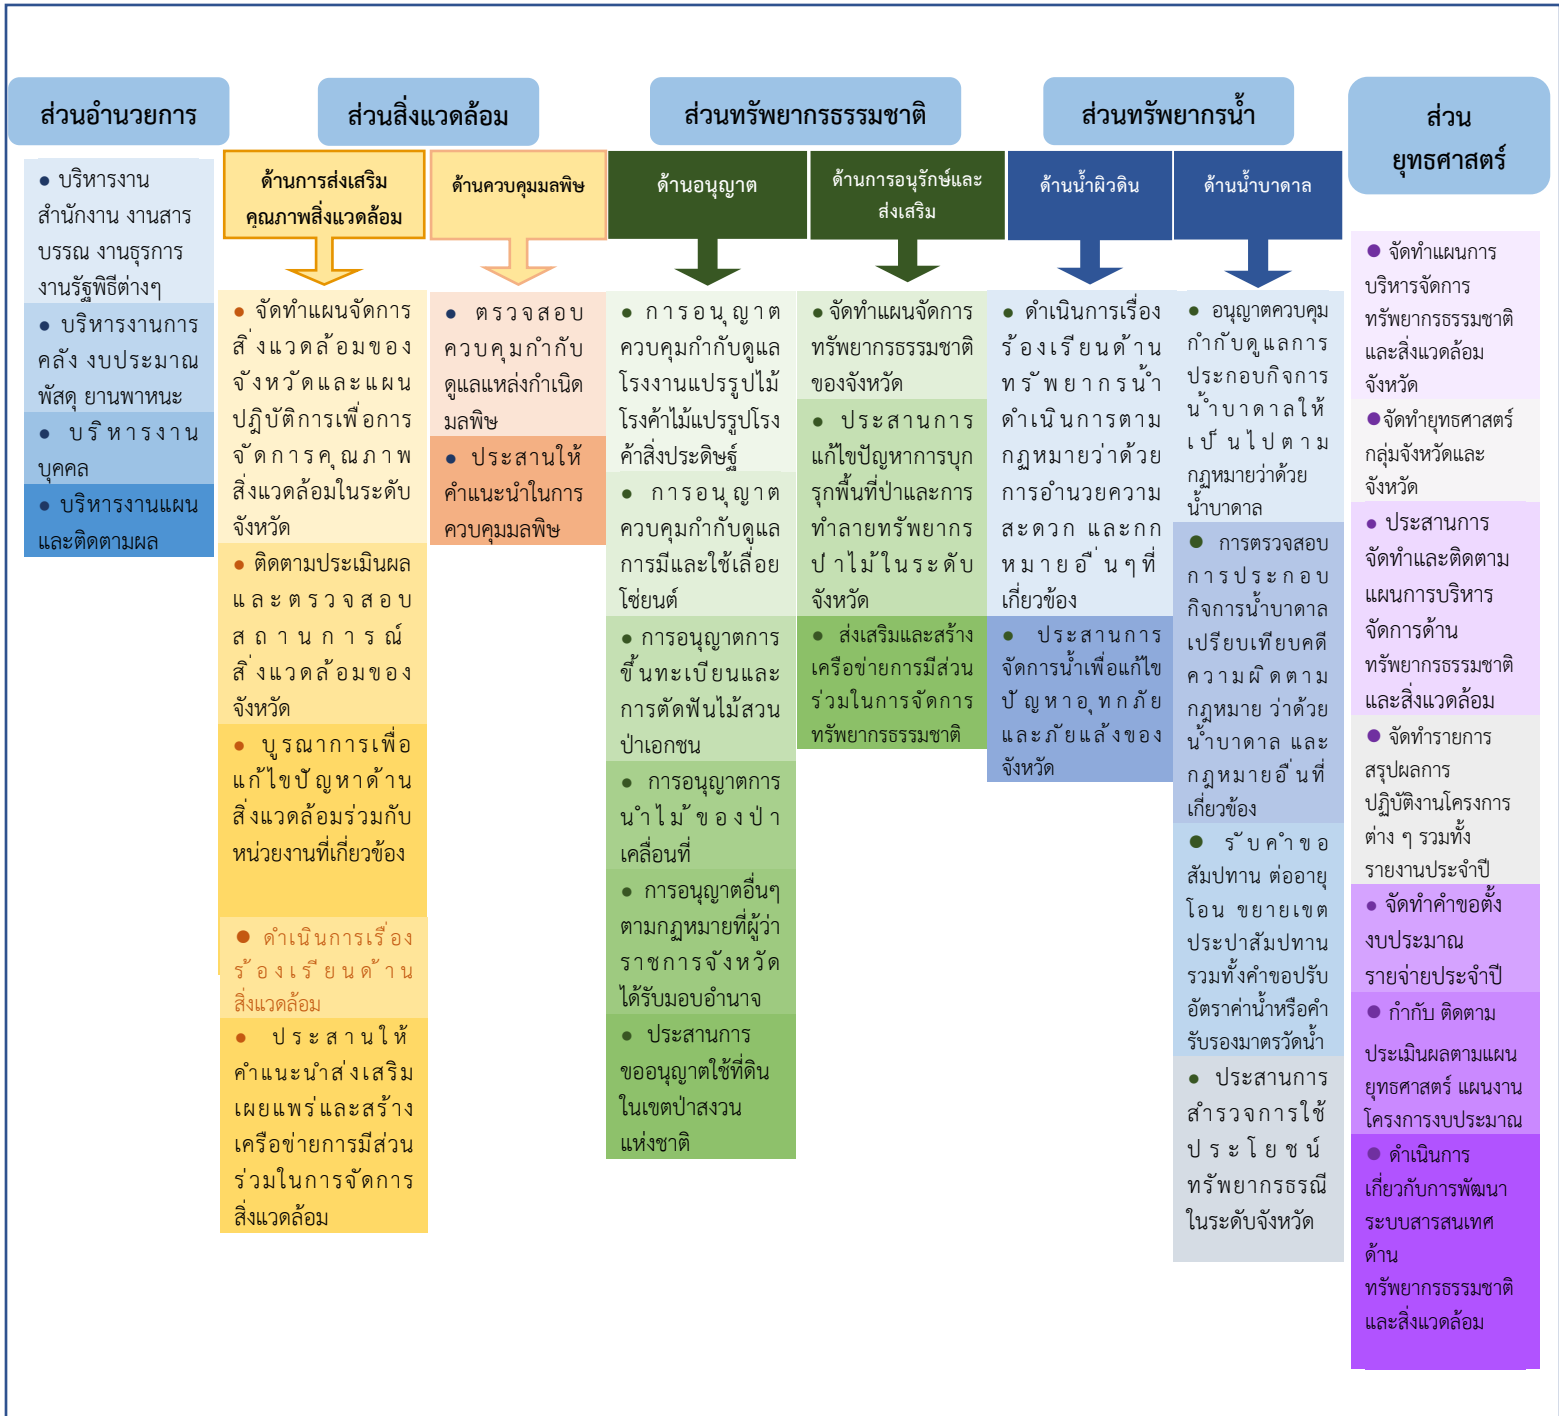 ส่วนอำนวยการ
● บริหารงาน
สำนักงาน งานสาร
บรรณ งานธุรการ
งานรัฐพิธีต่างๆ
● บริหารงานการ
คลัง งบประมาณ
พัสดุ ยานพาหนะ
● บริหารงาน
บุคคล
● บริหารงานแผน
และติดตามผล
ส่วนสิ่งแวดล้อม
ด้านการส่งเสริม
คุณภาพสิ่งแวดล้อม
● จัดทำแผนจัดการ
สิ่งแวดล้อมของ
จังหวัดและแผน
ปฏิบัติการเพื่อการ
จัดการคุณภาพ
สิ่งแวดล้อมในระดับ
จังหวัด
● ติดตามประเมินผล
และตรวจสอบ
สถานการณ์
สิ่งแวดล้อมของ
จังหวัด
● บูรณาการเพื่อ
แก้ไขปัญหาด้าน
สิ่งแวดล้อมร่วมกับ
หน่วยงานที่เกี่ยวข้อง
● ดำเนินการเรื่อง
ร้องเรียนด้าน
สิ่งแวดล้อม
● ประสานให้
คำแนะนำส่งเสริม
เผยแพร่และสร้าง
เครือข่ายการมีส่วน
ร่วมในการจัดการ
สิ่งแวดล้อม
ด้านควบคุมมลพิษ
● ตรวจสอบ
ควบคุมกำกับ
ดูแลแหล่งกำเนิด
มลพิษ
● ประสานให้
คำแนะนำในการ
ควบคุมมลพิษ
ส่วนทรัพยากรธรรมชาติ
ด้านอนุญาต
● การอนุญาต
ควบคุมกำกับดูแล
โรงงานแปรรูปไม้
โรงค้าไม้แปรรูปโรง
ค้าสิ่งประดิษฐ์
● การอนุญาต
ควบคุมกำกับดูแล
การมีและใช้เลื่อย
โซ่ยนต์
● การอนุญาตการ
ขึ้นทะเบียนและ
การตัดฟันไม้สวน
ป่าเอกชน
● การอนุญาตการ
นำไม้ของป่า
เคลื่อนที่
● การอนุญาตอื่นๆ
ตามกฎหมายที่ผู้ว่า
ราชการจังหวัด
ได้รับมอบอำนาจ
● ประสานการ
ขออนุญาตใช้ที่ดิน
ในเขตป่าสงวน
แห่งชาติ
ด้านการอนุรักษ์และ
ส่งเสริม
● จัดทำแผนจัดการ
ทรัพยากรธรรมชาติ
ของจังหวัด
● ประสานการ
แก้ไขปัญหาการบุก
รุกพื้นที่ป่าและการ
ทำลายทรัพยากร
ป่าไม้ในระดับ
จังหวัด
● ส่งเสริมและสร้าง
เครือข่ายการมีส่วน
ร่วมในการจัดการ
ทรัพยากรธรรมชาติ
ส่วนทรัพยากรน้ำ
ด้านน้ำผิวดิน
● ดำเนินการเรื่อง
ร้องเรียนด้าน
ทรัพยากรน้ำ
ดำเนินการตาม
กฎหมายว่าด้วย
การอำนวยความ
สะดวก และกก
หมายอื่นๆที่
เกี่ยวข้อง
● ประสานการ
จัดการน้ำเพื่อแก้ไข
ปัญหาอุทกภัย
และภัยแล้งของ
จังหวัด
ด้านน้ำบาดาล
● อนุญาตควบคุม
กำกับดูแลการ
ประกอบกิจการ
น้ำบาดาลให้
เป็นไปตาม
กฎหมายว่าด้วย
น้ำบาดาล
● การตรวจสอบ
การประกอบ
กิจการน้ำบาดาล
เปรียบเทียบคดี
ความผิดตาม
กฎหมาย ว่าด้วย
น้ำบาดาล และ
กฎหมายอื่นที่
เกี่ยวข้อง
● รับคำขอ
สัมปทาน ต่ออายุ
โอน ขยายเขต
ประปาสัมปทาน
รวมทั้งคำขอปรับ
อัตราค่าน้ำหรือคำ
รับรองมาตรวัดน้ำ
● ประสานการ
สำรวจการใช้
ประโยชน์
ทรัพยากรธรณี
ในระดับจังหวัด
ส่วน
ยุทธศาสตร์
● จัดทำแผนการ
บริหารจัดการ
ทรัพยากรธรรมชาติ
และสิ่งแวดล้อม
จังหวัด
●จัดทำยุทธศาสตร์
กลุ่มจังหวัดและ
จังหวัด
● ประสานการ
จัดทำและติดตาม
แผนการบริหาร
จัดการด้าน
ทรัพยากรธรรมชาติ
และสิ่งแวดล้อม
● จัดทำรายการ
สรุปผลการ
ปฏิบัติงานโครงการ
ต่าง ๆ รวมทั้ง
รายงานประจำปี
● จัดทำคำขอตั้ง
งบประมาณ
รายจ่ายประจำปี
● กำกับ ติดตาม
ประเมินผลตามแผน
ยุทธศาสตร์ แผนงาน
โครงการงบประมาณ
● ดำเนินการ
เกี่ยวกับการพัฒนา
ระบบสารสนเทศ
ด้าน
ทรัพยากรธรรมชาติ
และสิ่งแวดล้อม